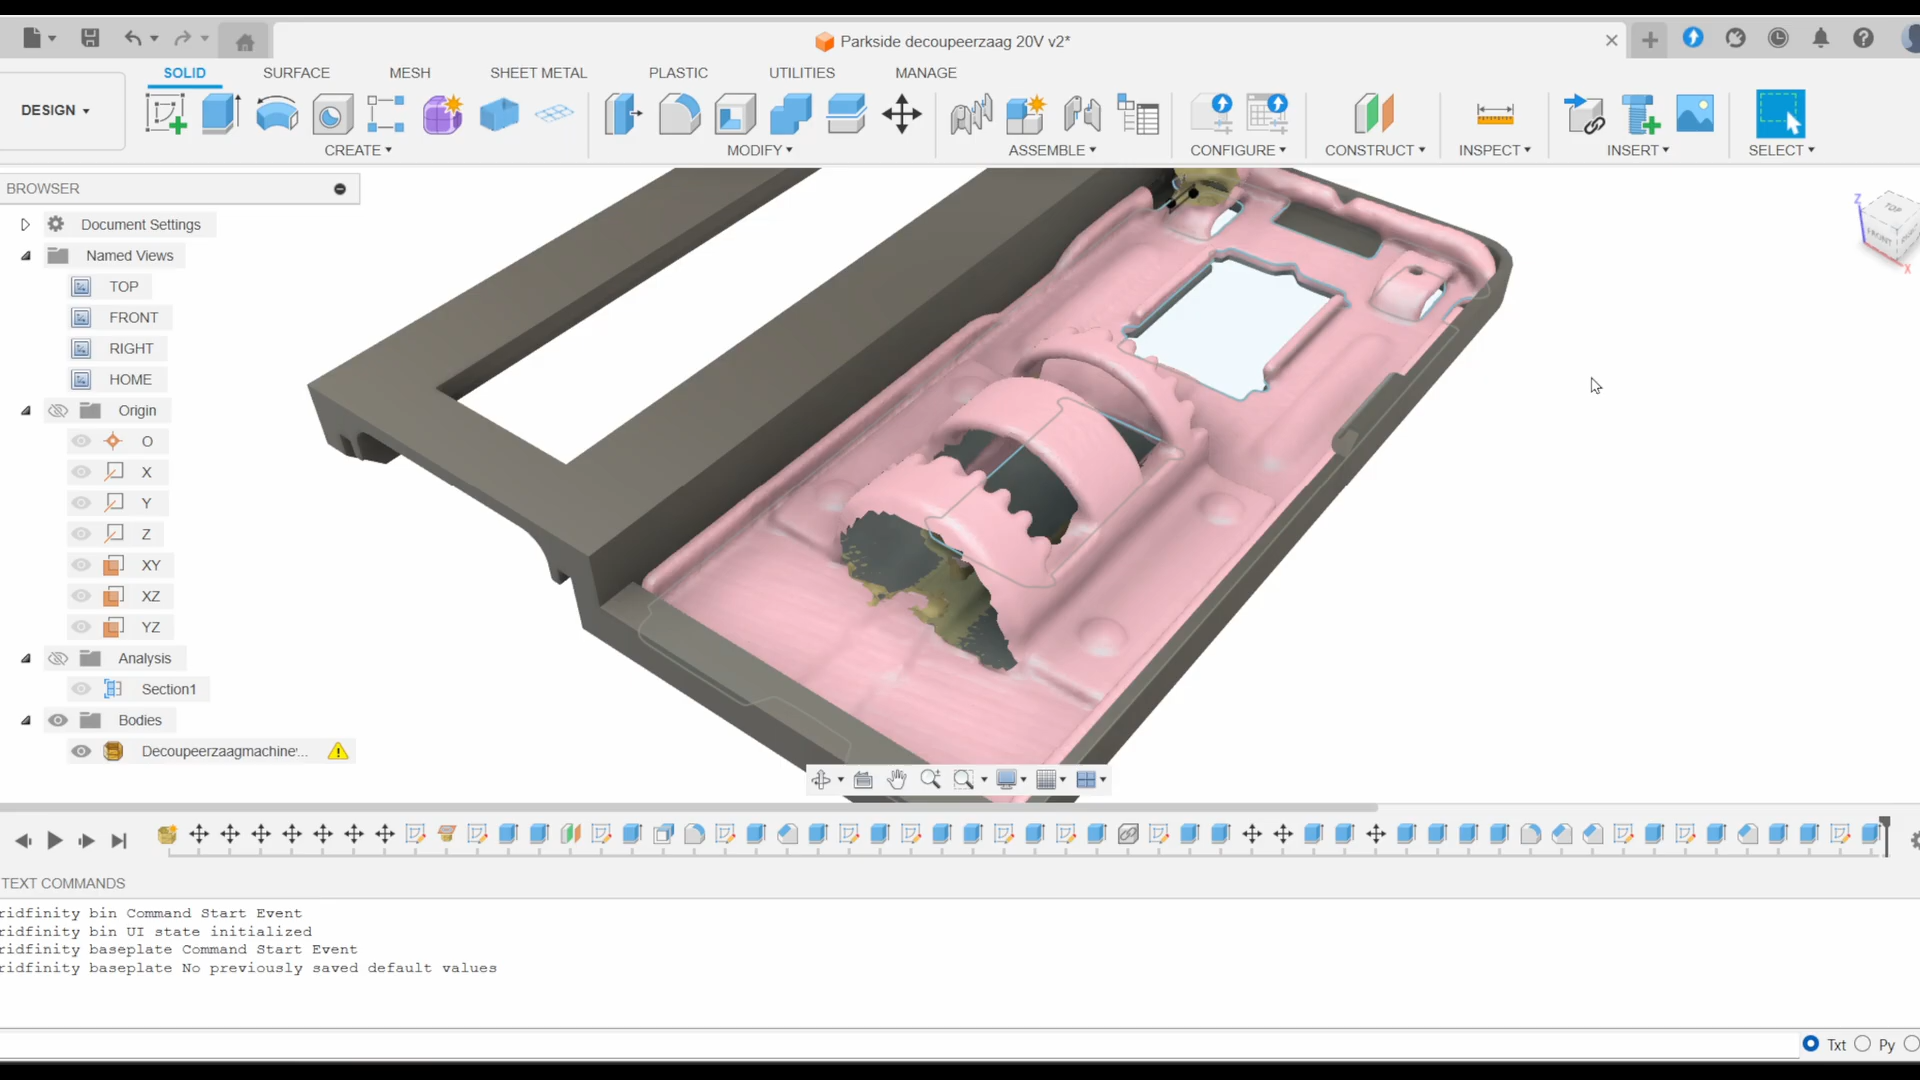 Parkside decoupeerzaag 20V v2*
SOLID
SURFACE
MESH
SHEET METAL
PLASTIC
UTILITIES
MANAGE
DESIGN
CREATE
MODIFY
ASSEMBLE
CONFIGURE
CONSTRUCT
INSPECT
INSERT
SELECT
BROWSER
Document Settings
Named Views
TOP
FRONT
RIGHT
HOME
Origin
O
X
Y
Z
XY
XZ
YZ
Analysis
Section1
Bodies
Decoupeerzaagmachine'...
Z
TOP
FRONT
X
TEXT COMMANDS
ridfinity bin Command Start Event
ridfinity bin UI state initialized
ridfinity baseplate Command Start Event
ridfinity baseplate No previously saved default values
Txt
Py